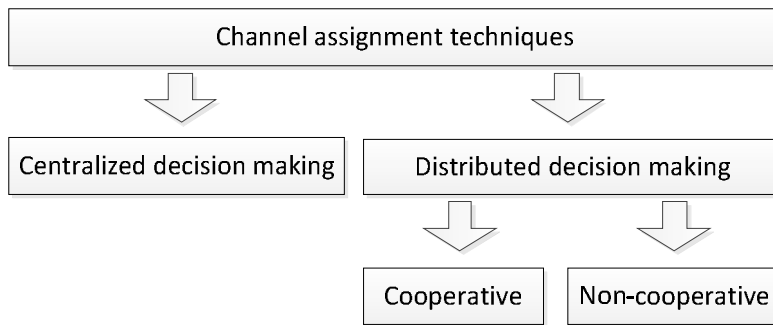 Channel assignment techniques
Centralized decision making
Distributed decision making
Cooperative
Non-cooperative